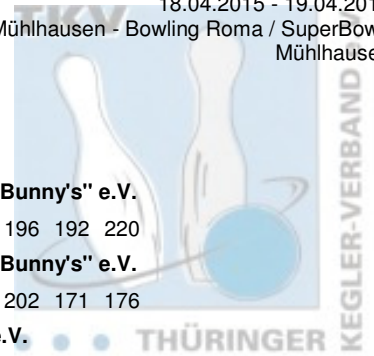 18.04.2015 - 19.04.201
Mühlhausen - Bowling Roma / SuperBow
Mühlhause
TKV
Bunny's" e.V.
196 192 220
Bunny's" e.V.
202 171 176
e.V.
THÜRINGER
KEGLER-VERBAND e.V.